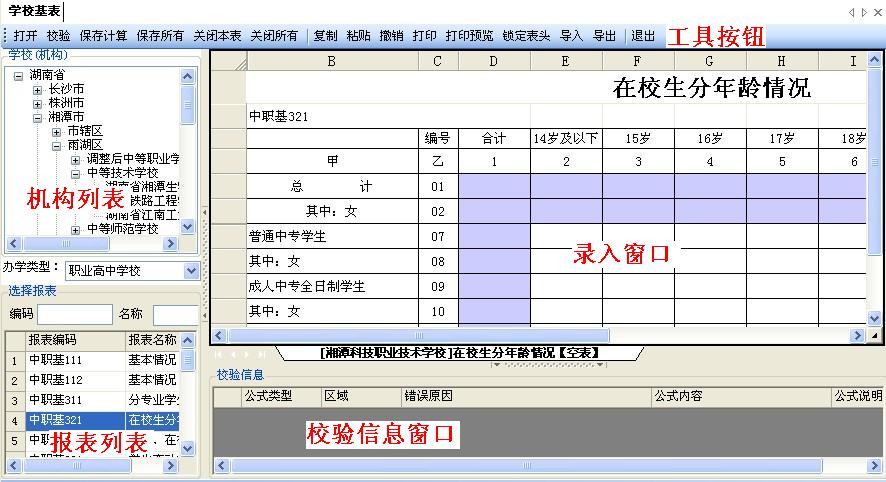 学校基表
打开 校验 保存计算 保存所有 关闭本表 关闭所有 复制 粘贴 撤销 打印 打印预览 锁定表头 导入 导出 退出 工具按钮
学校(机构)
湖南省
长沙市
株洲市
湘潭市
市辖区
雨湖区
调整后中等职业学
中等技术学校
湖南省湘潭生
铁路工程
湖南省江南工
中等师范学校
机构列表
办学类型： 职业高中学校
选择报表
编码 名称
报表编码 报表名称
1 中职基111 基本情况
2 中职基112 基本情况
3 中职基311 分专业学
4 中职基321 在校生分
5 中职
报表列表
B C D E F G H I
在校生分年龄情况
中职基321
编号 合计 14岁及以下 15岁 16岁 17岁 18岁
甲 乙 1 2 3 4 5 6
总 计 01
其中: 女 02
普通中专学生 07
其中: 女 08
成人中专全日制学生 09
其中: 女 10
录入窗口
[湘潭科技职业技术学校]在校生分年龄情况【空表】
校验信息
公式类型 区域 错误原因 公式内容 公式说明
校验信息窗口